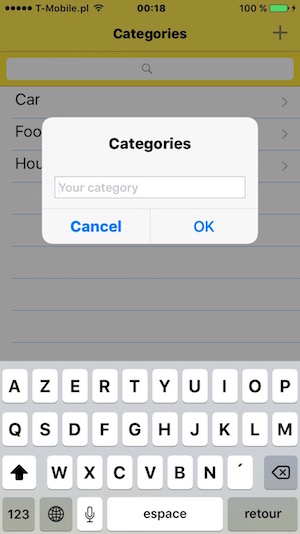 T-Mobile.pl 00:18 100 %
Categories +
Car
Foo
Hou
Categories
Your category
Cancel OK
A Z E R T Y U I O P
Q S D F G H J K L M
W X C V B N ´
123 espace retour